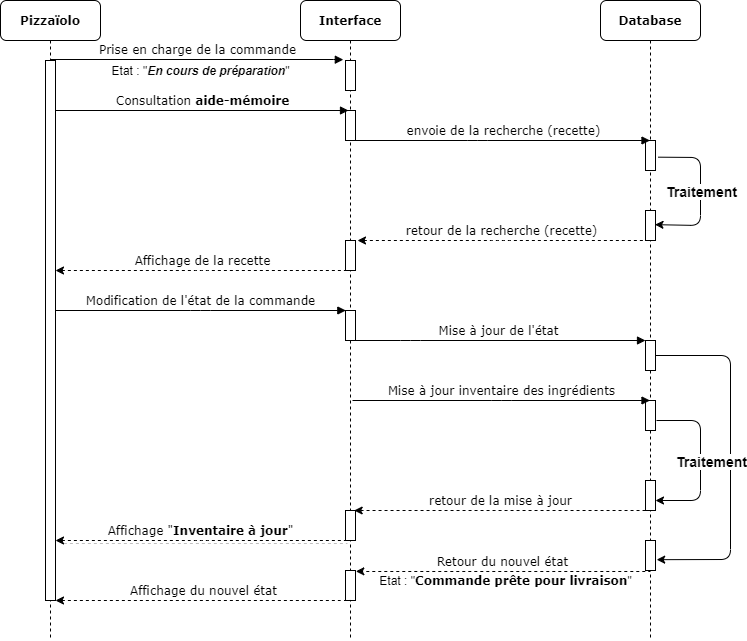 Pizzaïolo
Interface
Database
Prise en charge de la commande
Etat : "En cours de préparation"
Consultation aide-mémoire
envoie de la recherche (recette)
Traitement
retour de la recherche (recette)
Affichage de la recette
Modification de l'état de la commande
Mise à jour de l'état
Mise à jour inventaire des ingrédients
Traitement
retour de la mise à jour
Affichage "Inventaire à jour"
Retour du nouvel état
Etat : "Commande prête pour livraison"
Affichage du nouvel état